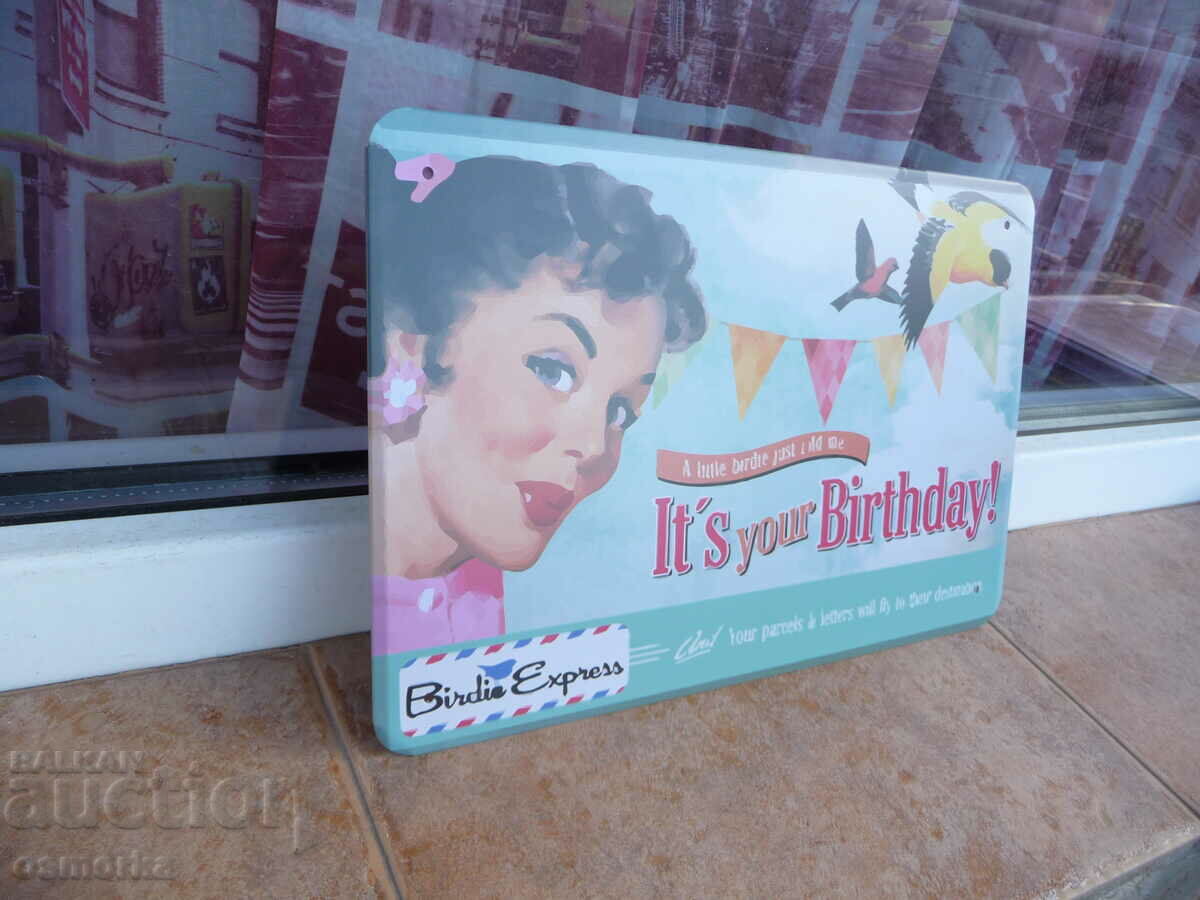 A little birdie just told me
It's your Birthday!
Your parcels & letters will fly to their destination
Birdie Express
BALKAN
auction
osmorka